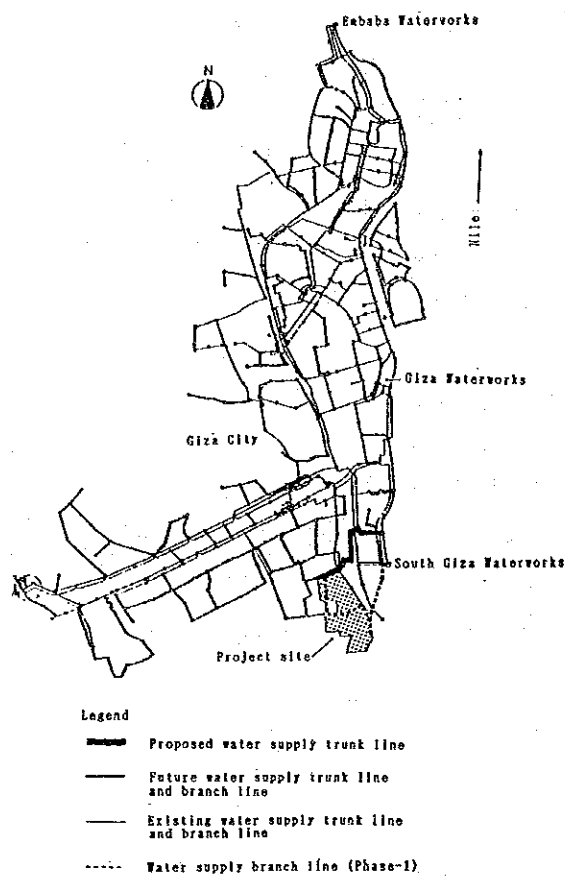 Embaba Waterworks
N
Nile
Giza Waterworks
Giza City
South Giza Waterworks
Project site
Legend
Proposed water supply trunk line
Future water supply trunk line
and branch line
Existing water supply trunk line
and branch line
Water supply branch line (Phase-1)